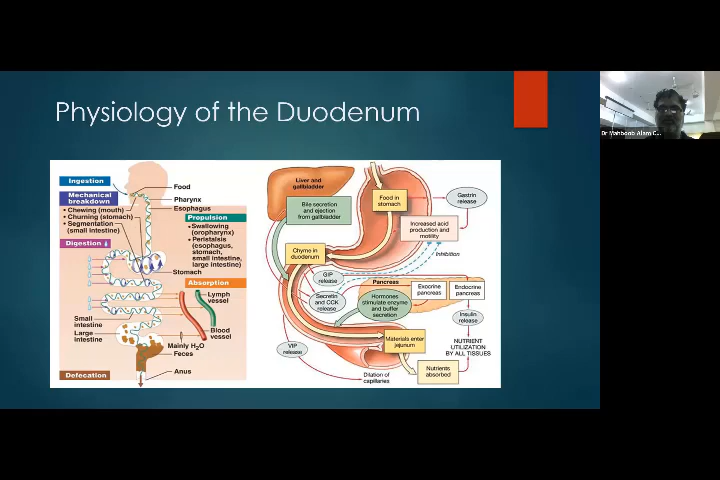 Physiology of the Duodenum
Dr Mahboob Alam C...
Ingestion
Mechanical
breakdown
• Chewing (mouth)
• Churning (stomach)
• Segmentation
(small intestine)
Digestion
Food
Pharynx
Esophagus
Propulsion
• Swallowing
(oropharynx)
• Peristalsis
(esophagus,
stomach,
small intestine,
large intestine)
Stomach
Absorption
Lymph
vessel
Small
intestine
Large
intestine
Blood
vessel
Mainly H₂O
Feces
Defecation
Anus
Liver and
gallbladder
Bile secretion
and ejection
from gallbladder
Food in
stomach
Gastrin
release
Increased acid
production and
motility
Inhibition
Chyme in
duodenum
GIP
release
Secretin
and CCK
release
Pancreas
Hormones
stimulate enzyme
and buffer
secretion
Exocrine
pancreas
Endocrine
pancreas
Insulin
release
VIP
release
Materials enter
jejunum
NUTRIENT
UTILIZATION
BY ALL TISSUES
Nutrients
absorbed
Dilation of
capillaries